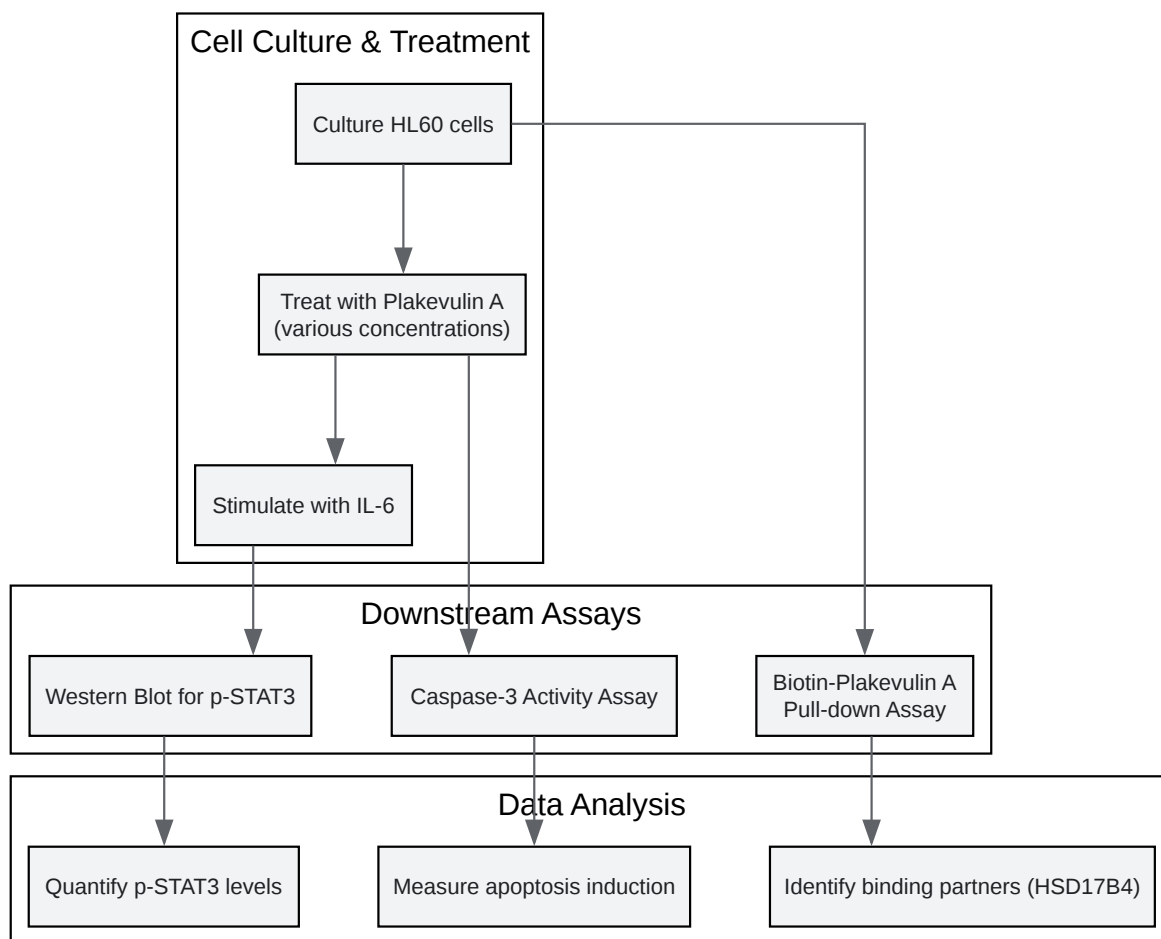 Cell Culture & Treatment
Culture HL60 cells
Treat with Plakevulin A
(various concentrations)
Stimulate with IL-6
Downstream Assays
Western Blot for p-STAT3
Caspase-3 Activity Assay
Biotin-Plakevulin A
Pull-down Assay
Data Analysis
Quantify p-STAT3 levels
Measure apoptosis induction
Identify binding partners (HSD17B4)